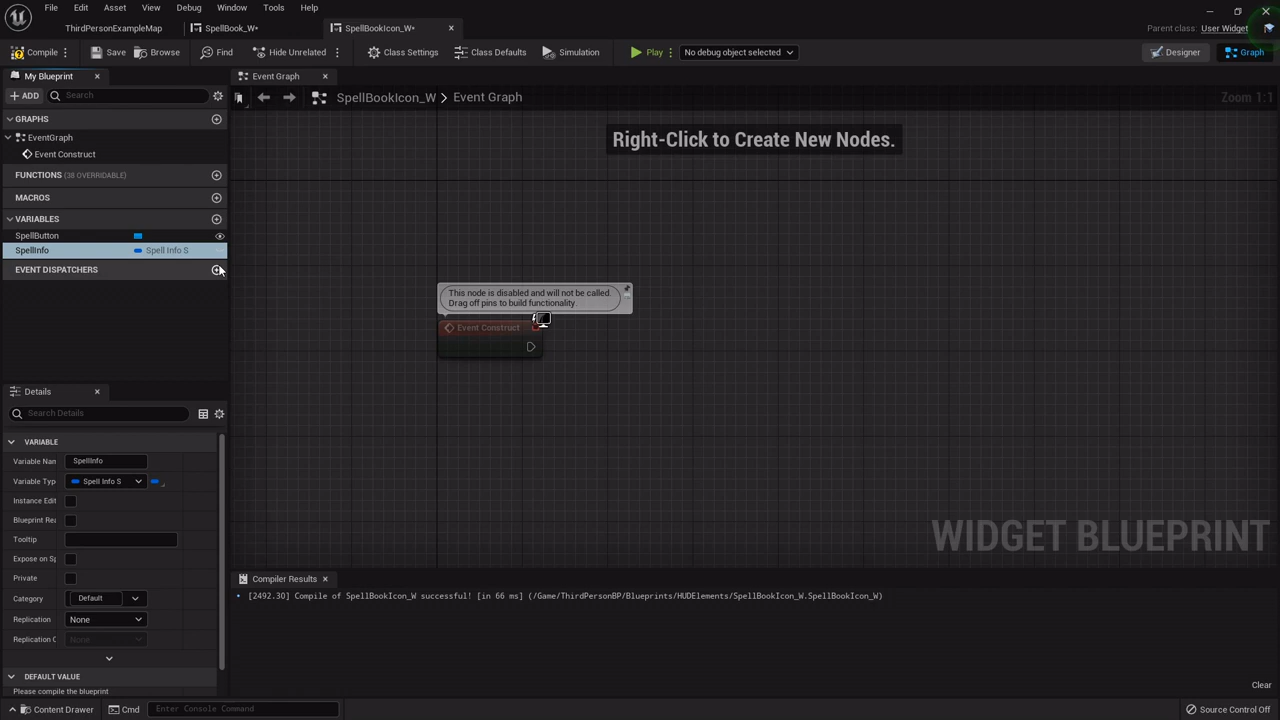 File Edit Asset View Debug Window Tools Help
ThirdPersonExampleMap SpellBook_W* SpellBookIcon_W*
Parent class: User Widget
Compile Save Browse Find Hide Unrelated Class Settings Class Defaults Simulation Play No debug object selected Designer Graph
My Blueprint
ADD Search
GRAPHS
EventGraph
Event Construct
FUNCTIONS (38 OVERRIDABLE)
MACROS
VARIABLES
SpellButton
SpellInfo Spell Info S
EVENT DISPATCHERS
Event Graph
SpellBookIcon_W > Event Graph
Zoom 1:1
Right-Click to Create New Nodes.
This node is disabled and will not be called.
Drag off pins to build functionality.
Event Construct
WIDGET BLUEPRINT
Details
Search Details
VARIABLE
Variable Nam SpellInfo
Variable Typ Spell Info S
Instance Edit
Blueprint Rea
Tooltip
Expose on Sp
Private
Category Default
Replication None
Replication C None
DEFAULT VALUE
Please compile the blueprint
Compiler Results
[2492.30] Compile of SpellBookIcon_W successful! [in 66 ms] (/Game/ThirdPersonBP/Blueprints/HUDElements/SpellBookIcon_W.SpellBookIcon_W)
Clear
Content Drawer Cmd Enter Console Command Source Control Off